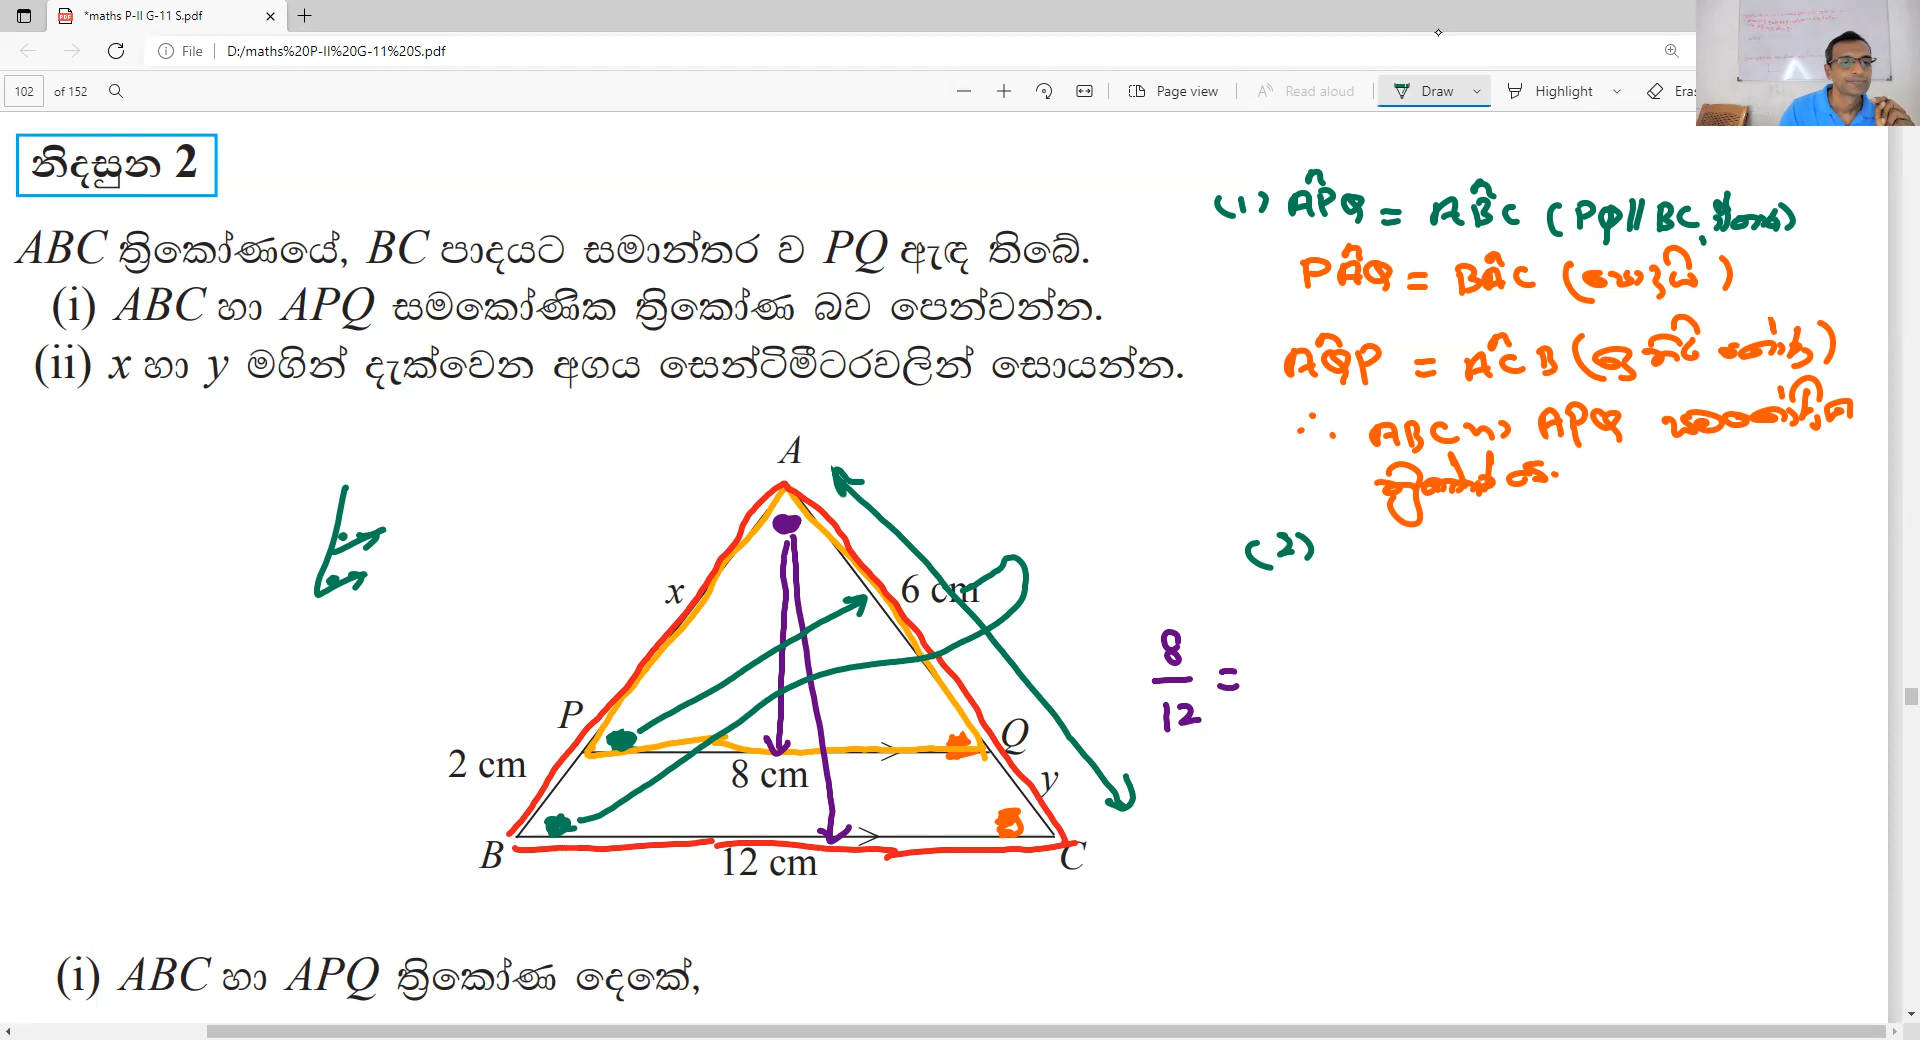 *maths P-II G-11 S.pdf
File D:/maths%20P-II%20G-11%20S.pdf
102 of 152 Page view Read aloud Draw Highlight Eras
නිදසුන 2
ABC ත්‍රිකෝණයේ, BC පාදයට සමාන්තර ව PQ ඇඳ තිබේ.
(i) ABC හා APQ සමකෝණික ත්‍රිකෝණ බව පෙන්වන්න.
(ii) x හා y මගින් දැක්වෙන අගය සෙන්ටිමීටරවලින් සොයන්න.
(1) AP̂Q = AB̂C (PQ // BC,
PÂQ = BÂC (පොදුයි)
AQ̂P = AĈB (ඉතිරි කෝණ)
∴ ABC හා APQ සමකෝණික
ත්‍රිකෝණ වේ.
(2)
8/12 =
A
x
6 cm
P
Q
2 cm
8 cm
y
B
12 cm
C
(i) ABC හා APQ ත්‍රිකෝණ දෙකේ,